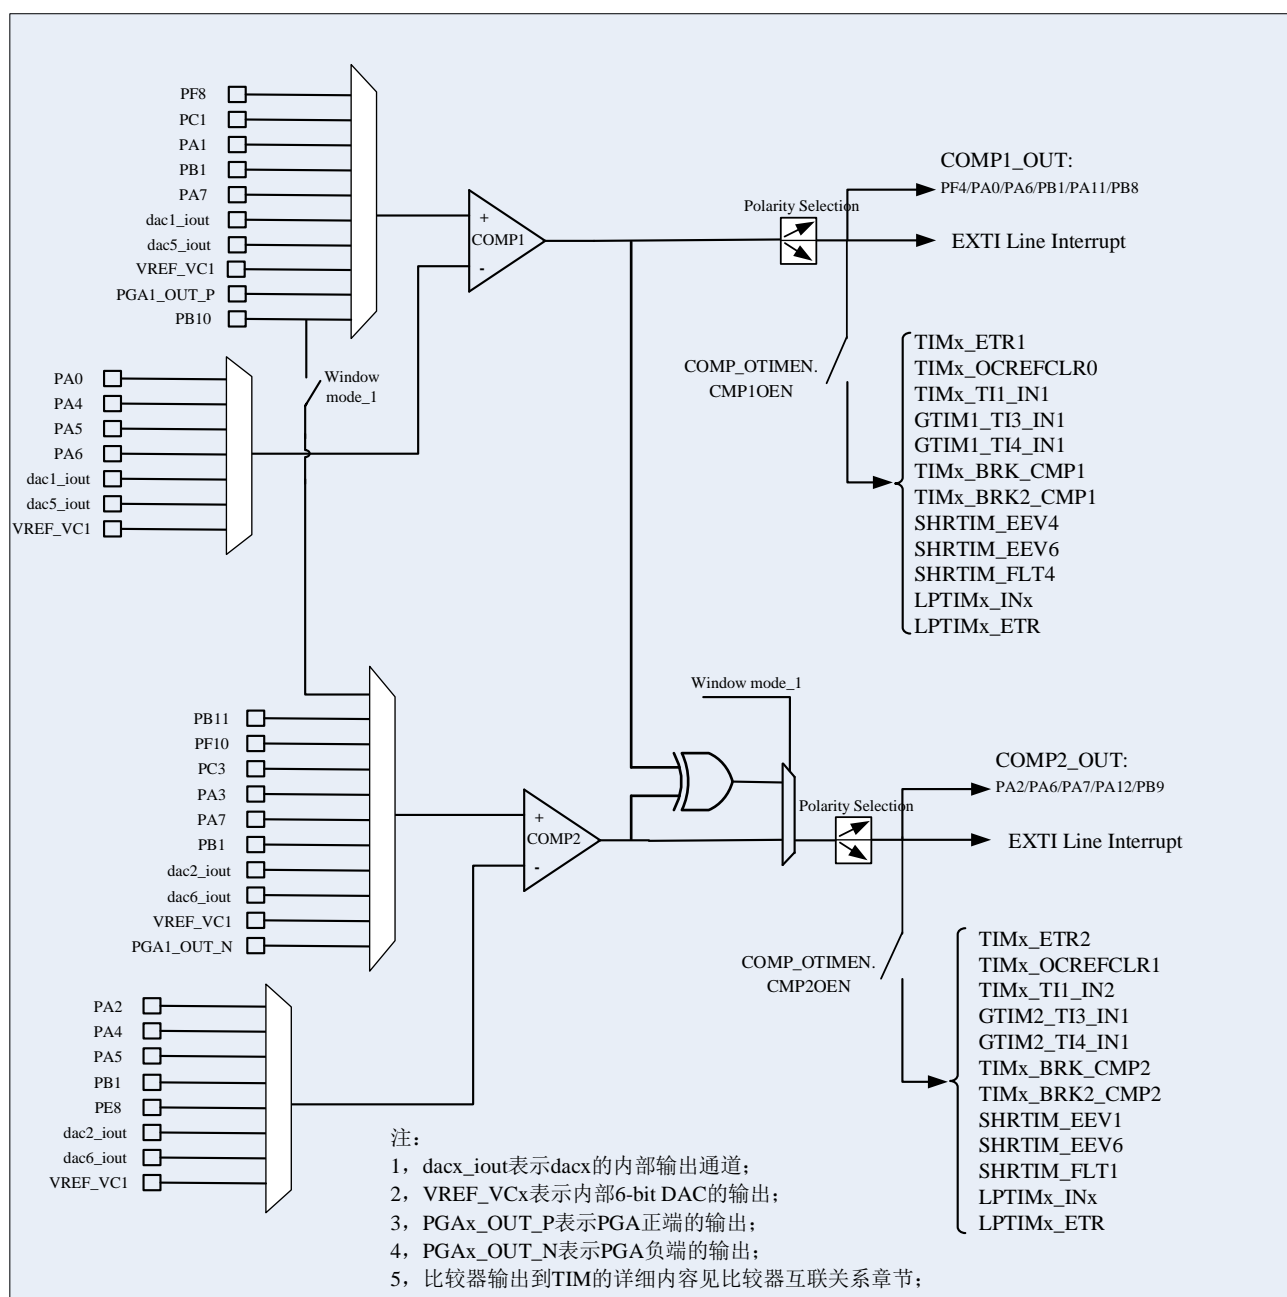 PF8
PC1
PA1
PB1
PA7
dac1_iout
dac5_iout
VREF_VC1
PGA1_OUT_P
PB10
+
COMP1
-
Polarity Selection
COMP1_OUT:
PF4/PA0/PA6/PB1/PA11/PB8
EXTI Line Interrupt
PA0
PA4
PA5
PA6
dac1_iout
dac5_iout
VREF_VC1
Window
mode_1
COMP_OTIMEN.
CMP1OEN
TIMx_ETR1
TIMx_OCREFCLR0
TIMx_TI1_IN1
GTIM1_TI3_IN1
GTIM1_TI4_IN1
TIMx_BRK_CMP1
TIMx_BRK2_CMP1
SHRTIM_EEV4
SHRTIM_EEV6
SHRTIM_FLT4
LPTIMx_INx
LPTIMx_ETR
PB11
PF10
PC3
PA3
PA7
PB1
dac2_iout
dac6_iout
VREF_VC1
PGA1_OUT_N
+
COMP2
-
Window mode_1
Polarity Selection
COMP2_OUT:
PA2/PA6/PA7/PA12/PB9
EXTI Line Interrupt
PA2
PA4
PA5
PB1
PE8
dac2_iout
dac6_iout
VREF_VC1
COMP_OTIMEN.
CMP2OEN
TIMx_ETR2
TIMx_OCREFCLR1
TIMx_TI1_IN2
GTIM2_TI3_IN1
GTIM2_TI4_IN1
TIMx_BRK_CMP2
TIMx_BRK2_CMP2
SHRTIM_EEV1
SHRTIM_EEV6
SHRTIM_FLT1
LPTIMx_INx
LPTIMx_ETR
注：
1，dacx_iout表示dacx的内部输出通道；
2，VREF_VCx表示内部6-bit DAC的输出；
3，PGAx_OUT_P表示PGA正端的输出；
4，PGAx_OUT_N表示PGA负端的输出；
5，比较器输出到TIM的详细内容见比较器互联关系章节；